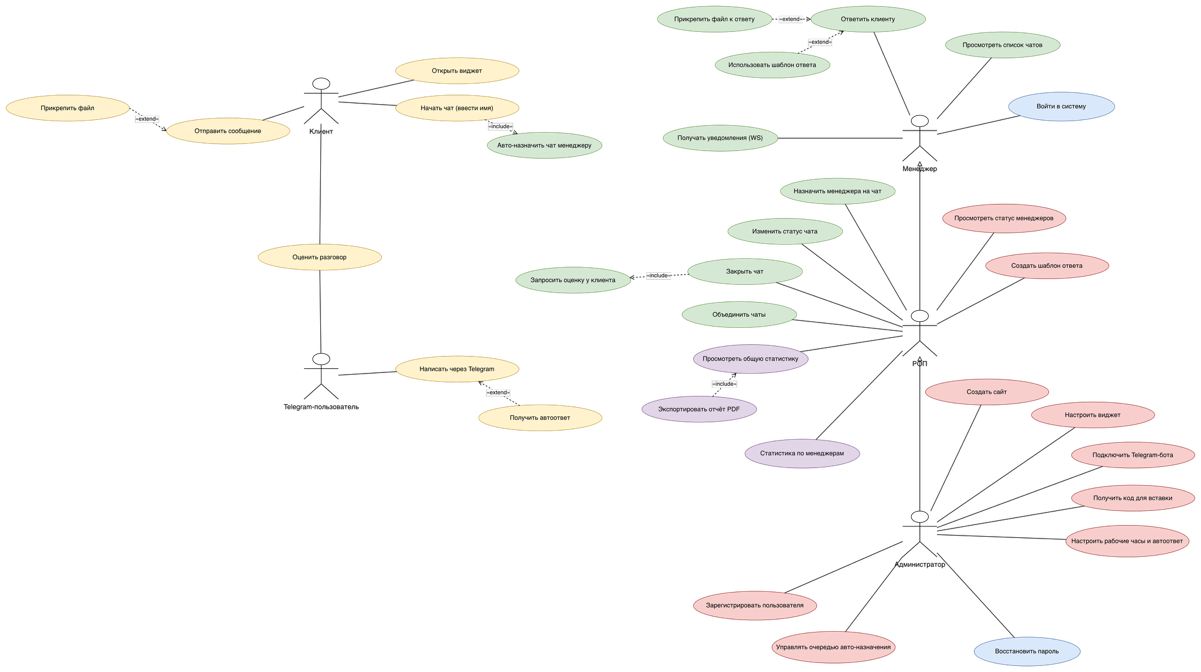 Прикрепить файл к ответу
«extend»
Ответить клиенту
«extend»
Использовать шаблон ответа
Просмотреть список чатов
Открыть виджет
Прикрепить файл
«extend»
Отправить сообщение
Начать чат (ввести имя)
«include»
Авто-назначить чат менеджеру
Клиент
Войти в систему
Получать уведомления (WS)
Менеджер
Назначить менеджера на чат
Просмотреть статус менеджеров
Изменить статус чата
Оценить разговор
Запросить оценку у клиента
«include»
Закрыть чат
Создать шаблон ответа
Объединить чаты
Просмотреть общую статистику
«include»
Экспортировать отчёт PDF
РОП
Написать через Telegram
«extend»
Получить автоответ
Telegram-пользователь
Создать сайт
Настроить виджет
Статистика по менеджерам
Подключить Telegram-бота
Получить код для вставки
Настроить рабочие часы и автоответ
Администратор
Зарегистрировать пользователя
Управлять очередью авто-назначения
Восстановить пароль